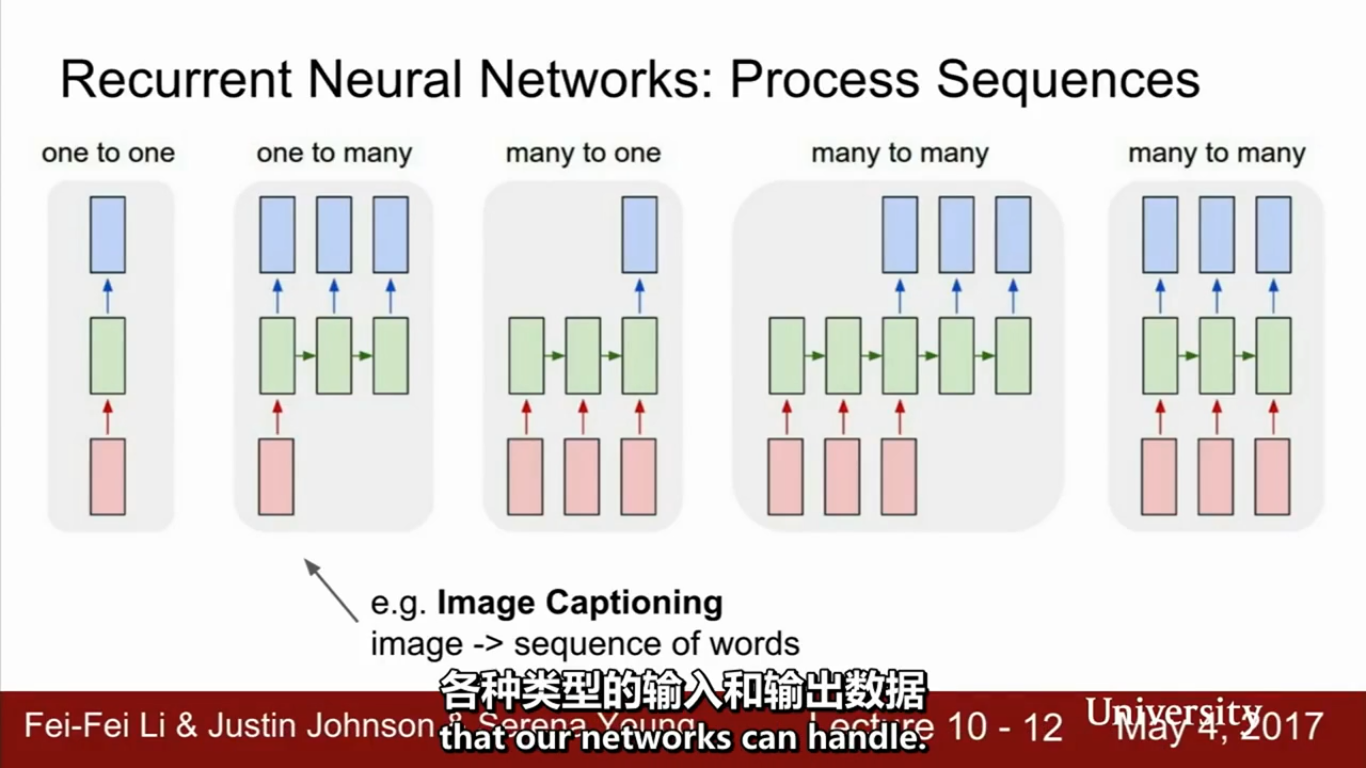 Recurrent Neural Networks: Process Sequences
one to one
one to many
many to one
many to many
many to many
e.g. Image Captioning
image -> sequence of words
各种类型的输入和输出数据
that our networks can handle.
Fei-Fei Li & Justin Johnson & Serena Yeung
Lecture 10 - 12
University
May 4, 2017